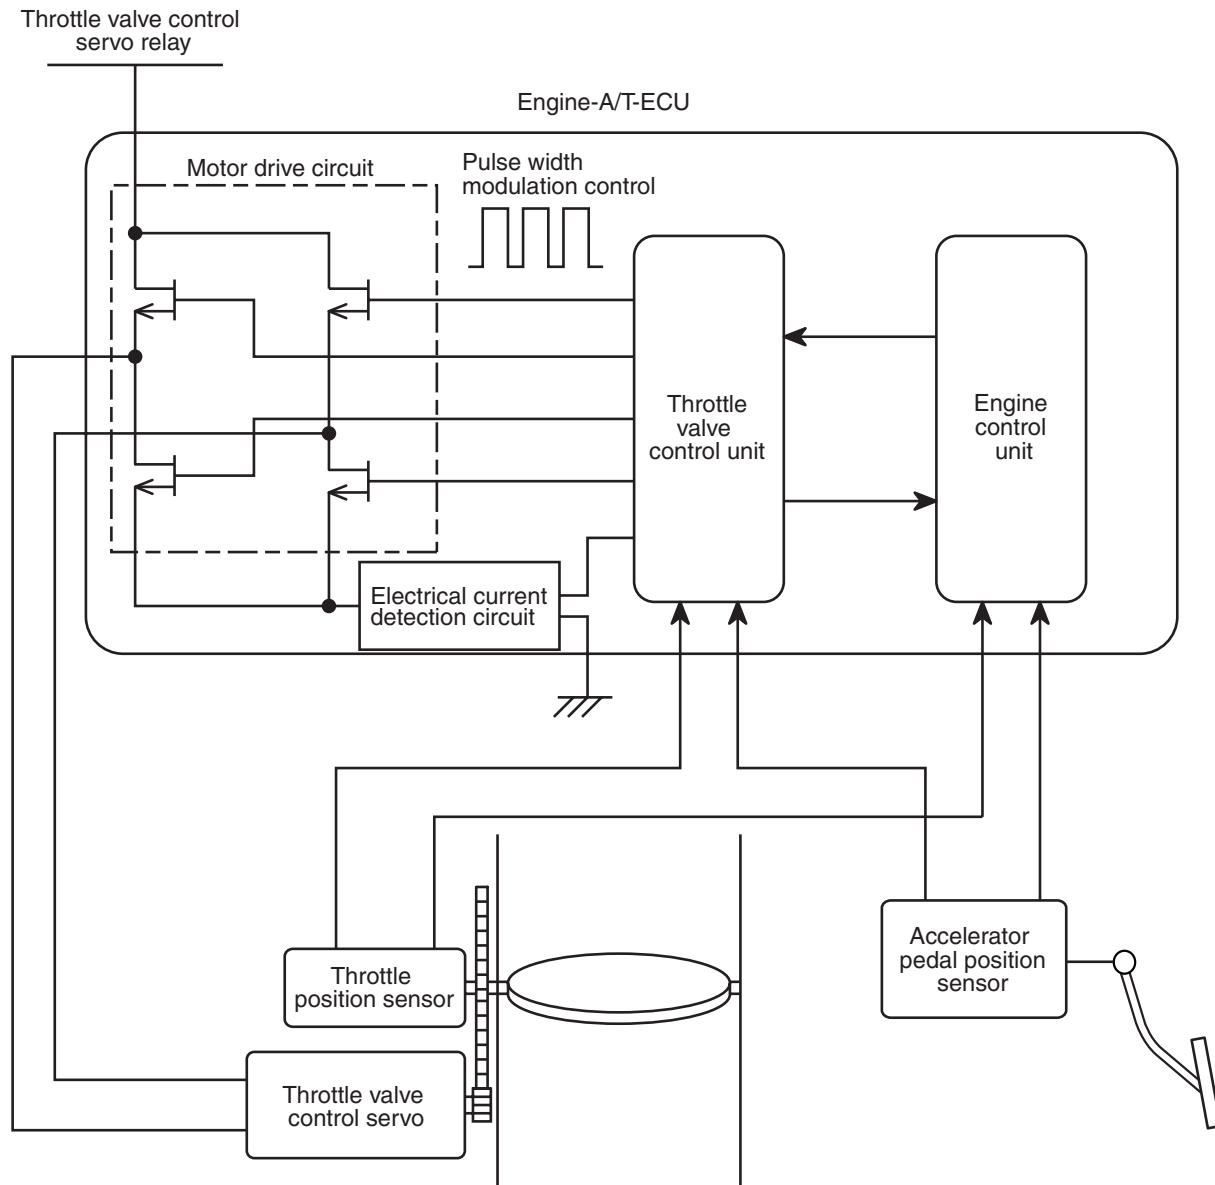 Throttle valve control
servo relay
Engine-A/T-ECU
Motor drive circuit
Pulse width
modulation control
Throttle
valve
control unit
Engine
control
unit
Electrical current
detection circuit
Throttle
position sensor
Accelerator
pedal position
sensor
Throttle valve
control servo